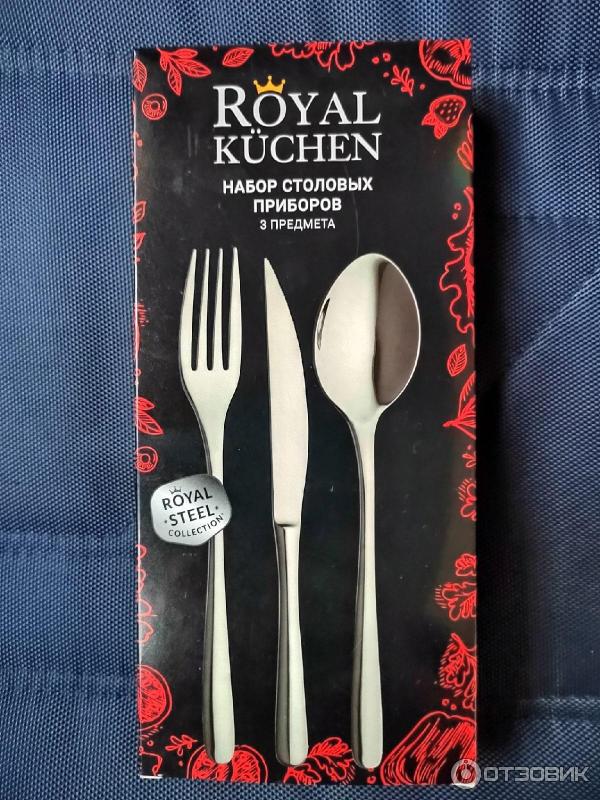 ROYAL
KÜCHEN
НАБОР СТОЛОВЫХ
ПРИБОРОВ
3 ПРЕДМЕТА
ROYAL
STEEL
COLLECTION
ОТЗОВИК